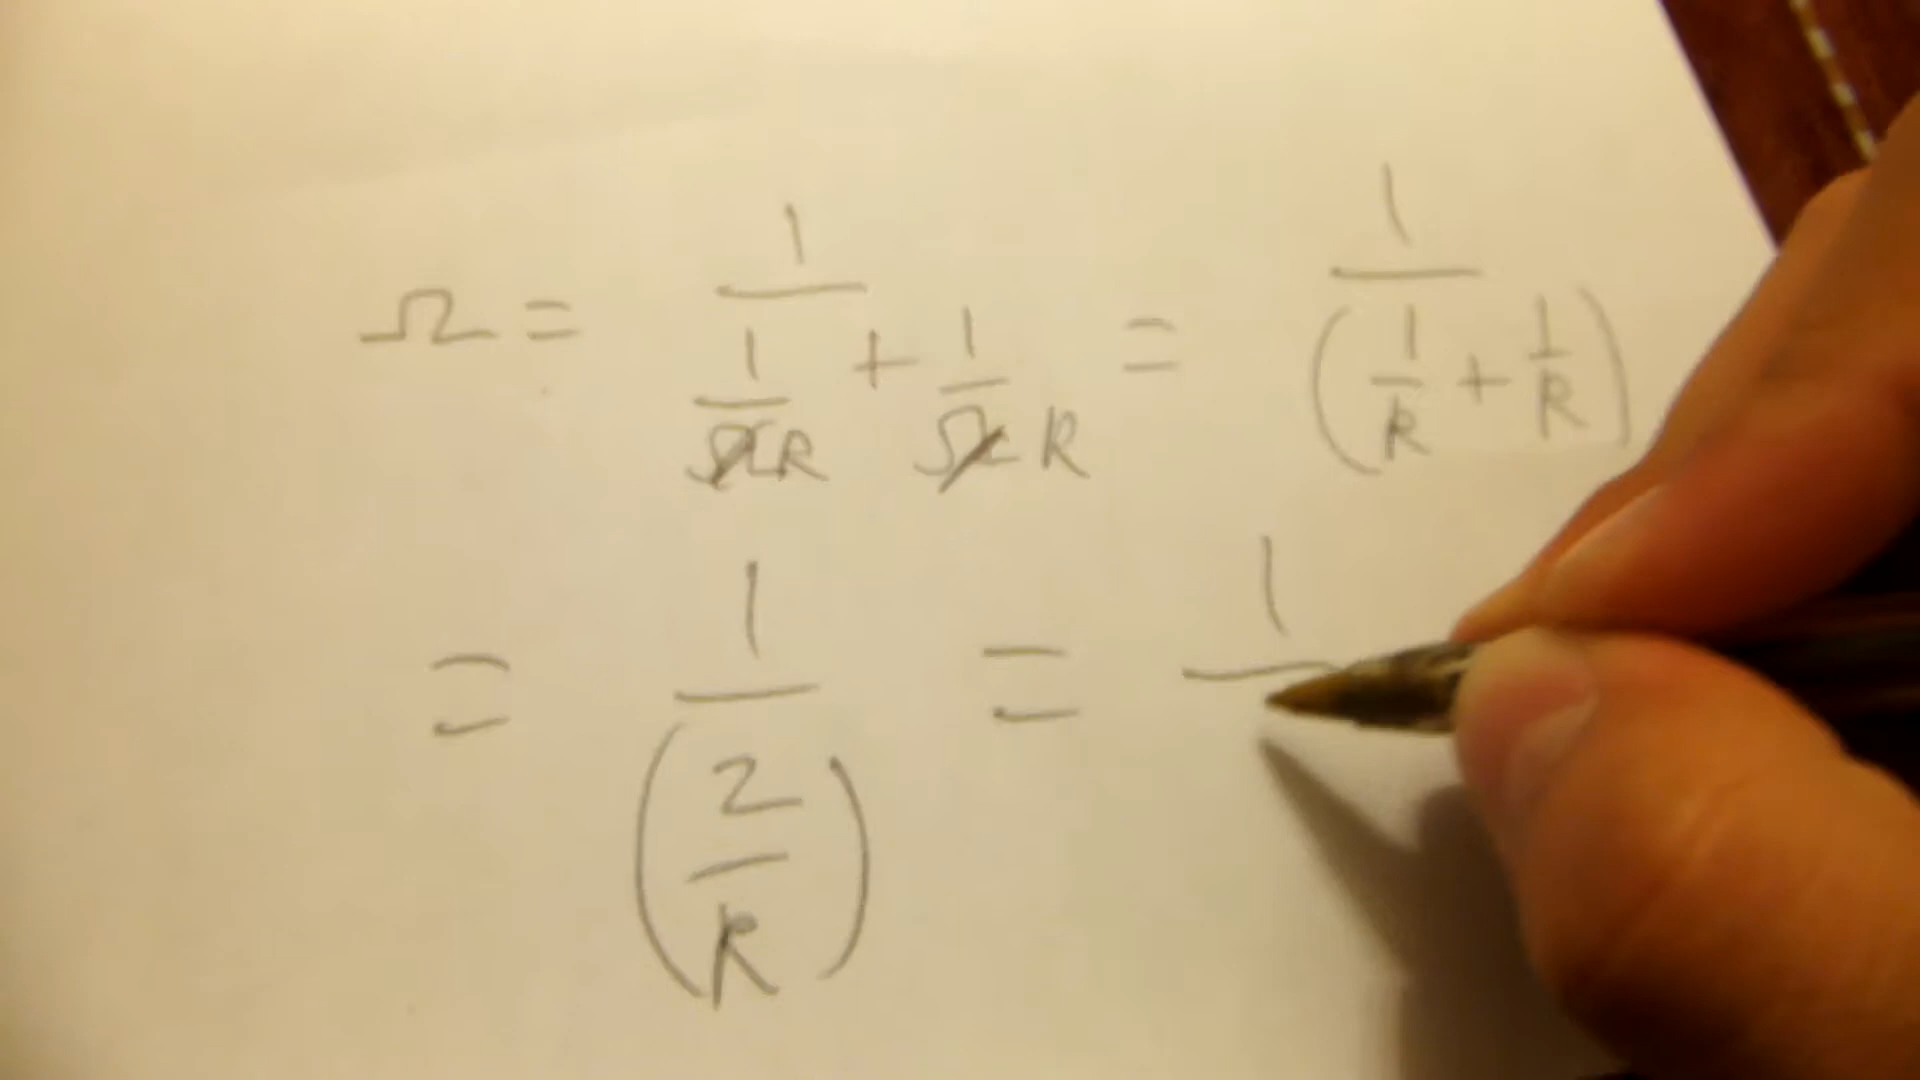 Ω = 1/(1/ΩR + 1/ΩR) = 1/(1/R + 1/R)
= 1/(2/R) = 1/